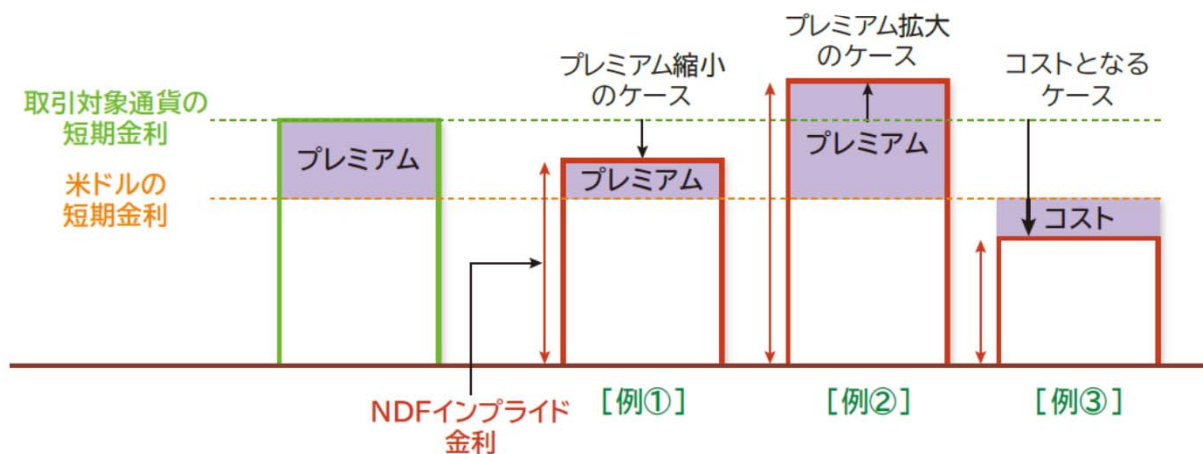 取引対象通貨の
短期金利
米ドルの
短期金利
プレミアム
プレミアム縮小
のケース
プレミアム
プレミアム拡大
のケース
プレミアム
コストとなる
ケース
コスト
NDFインプライド
金利
［例①］
［例②］
［例③］